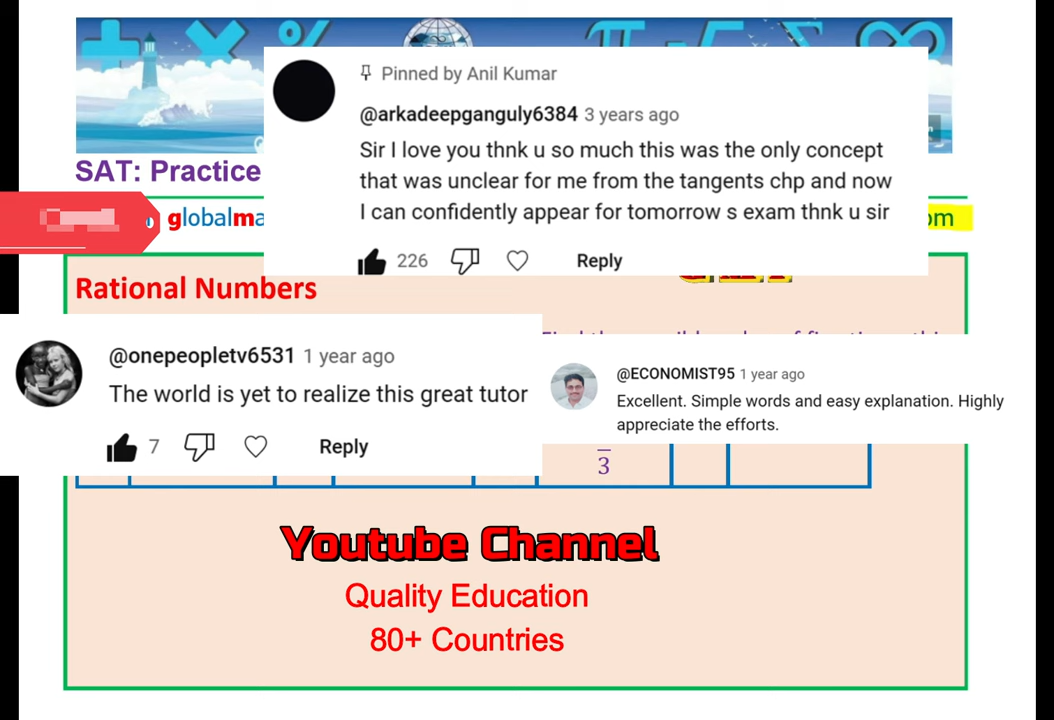 Pinned by Anil Kumar
@arkadeepganguly6384 3 years ago
Sir I love you thnk u so much this was the only concept
that was unclear for me from the tangents chp and now
I can confidently appear for tomorrow s exam thnk u sir
226 Reply
SAT: Practice
globalma
om
Rational Numbers
@onepeopletv6531 1 year ago
The world is yet to realize this great tutor
7 Reply
@ECONOMIST95 1 year ago
Excellent. Simple words and easy explanation. Highly
appreciate the efforts.
3
Youtube Channel
Quality Education
80+ Countries